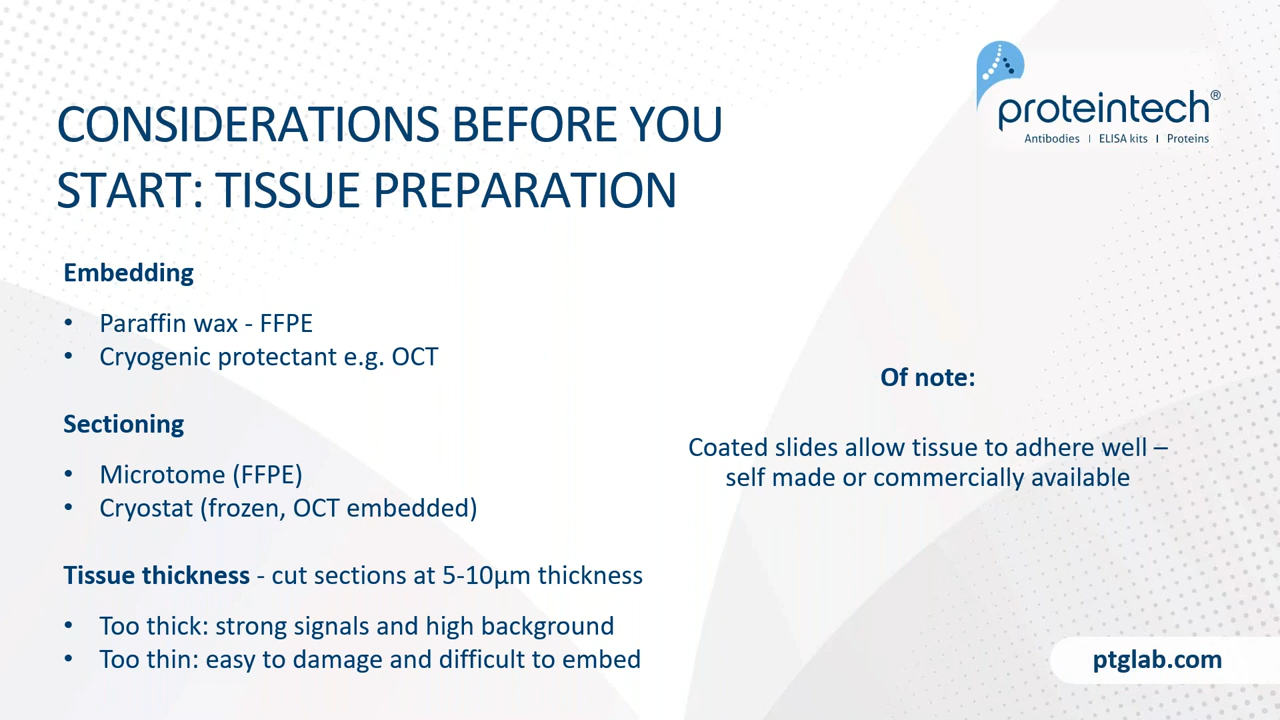 proteintech®
Antibodies | ELISA kits | Proteins
CONSIDERATIONS BEFORE YOU
START: TISSUE PREPARATION
Embedding
• Paraffin wax - FFPE
• Cryogenic protectant e.g. OCT
Sectioning
• Microtome (FFPE)
• Cryostat (frozen, OCT embedded)
Tissue thickness - cut sections at 5-10µm thickness
• Too thick: strong signals and high background
• Too thin: easy to damage and difficult to embed
Of note:
Coated slides allow tissue to adhere well –
self made or commercially available
ptglab.com